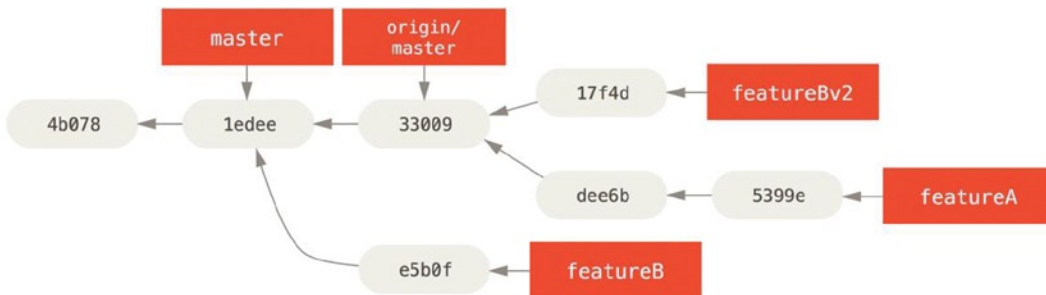 master
origin/
master
17f4d
featureBv2
4b078
1edee
33009
dee6b
5399e
featureA
e5b0f
featureB